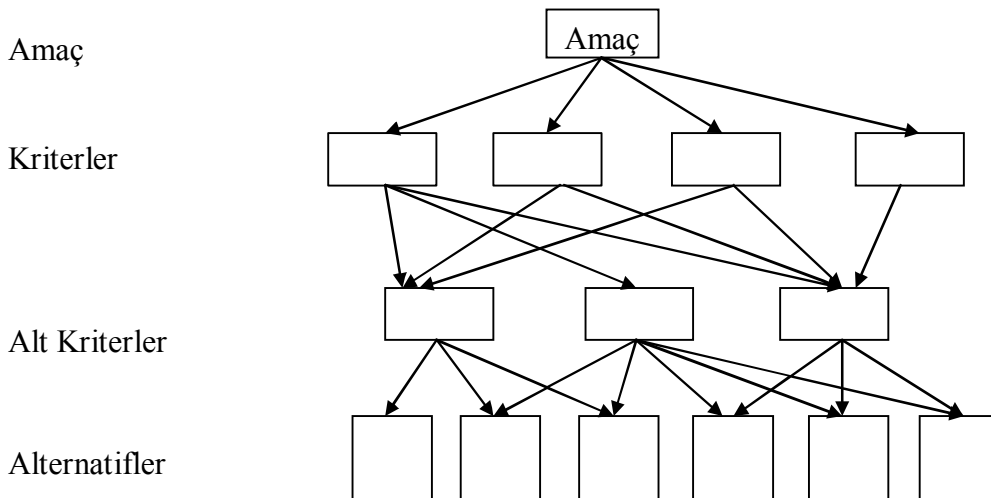 Amaç
Amaç
Kriterler
Alt Kriterler
Alternatifler